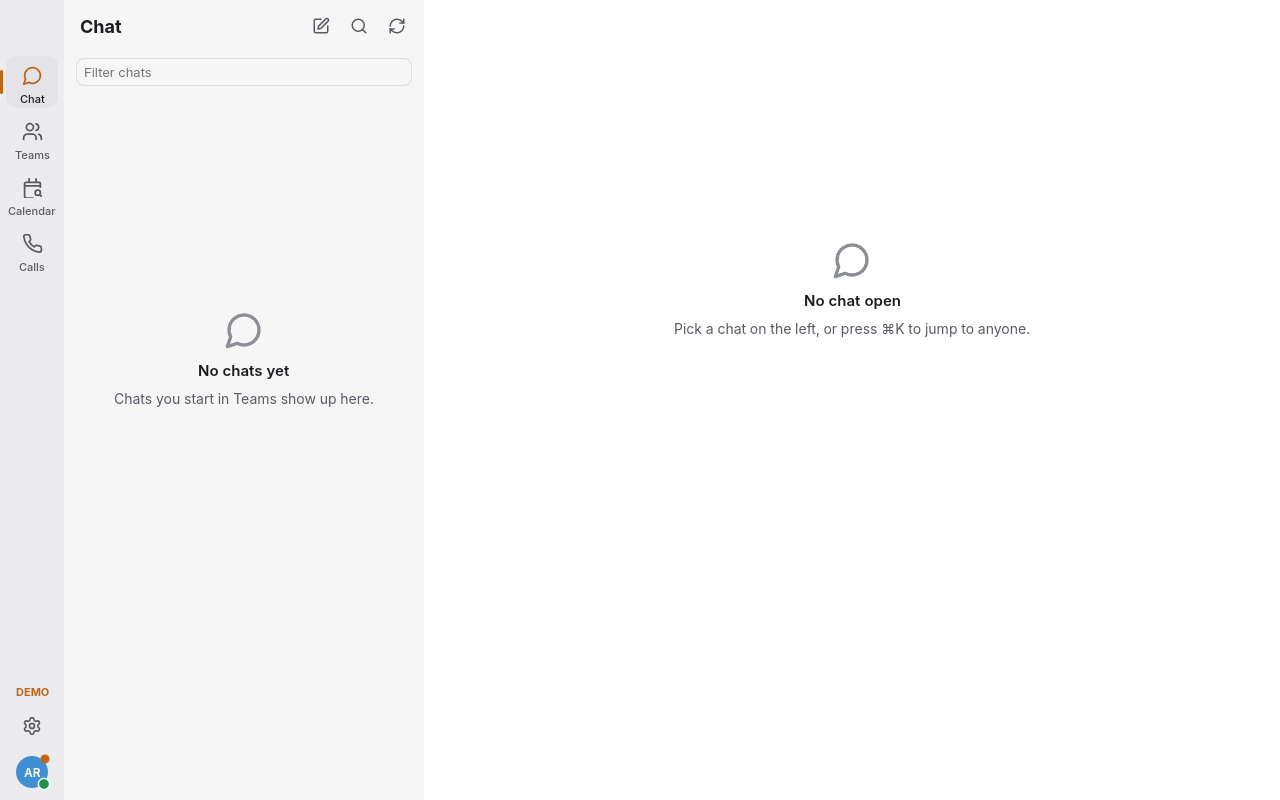 Chat
Filter chats
Chat
Teams
Calendar
Calls
No chats yet
Chats you start in Teams show up here.
No chat open
Pick a chat on the left, or press ⌘K to jump to anyone.
DEMO
AR